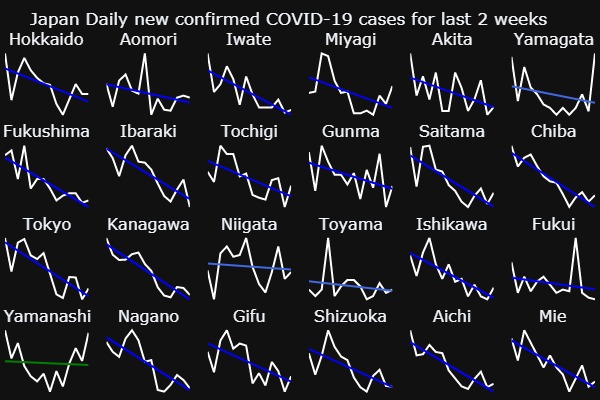 Japan Daily new confirmed COVID-19 cases for last 2 weeks
Hokkaido Aomori Iwate Miyagi Akita Yamagata
Fukushima Ibaraki Tochigi Gunma Saitama Chiba
Tokyo Kanagawa Niigata Toyama Ishikawa Fukui
Yamanashi Nagano Gifu Shizuoka Aichi Mie